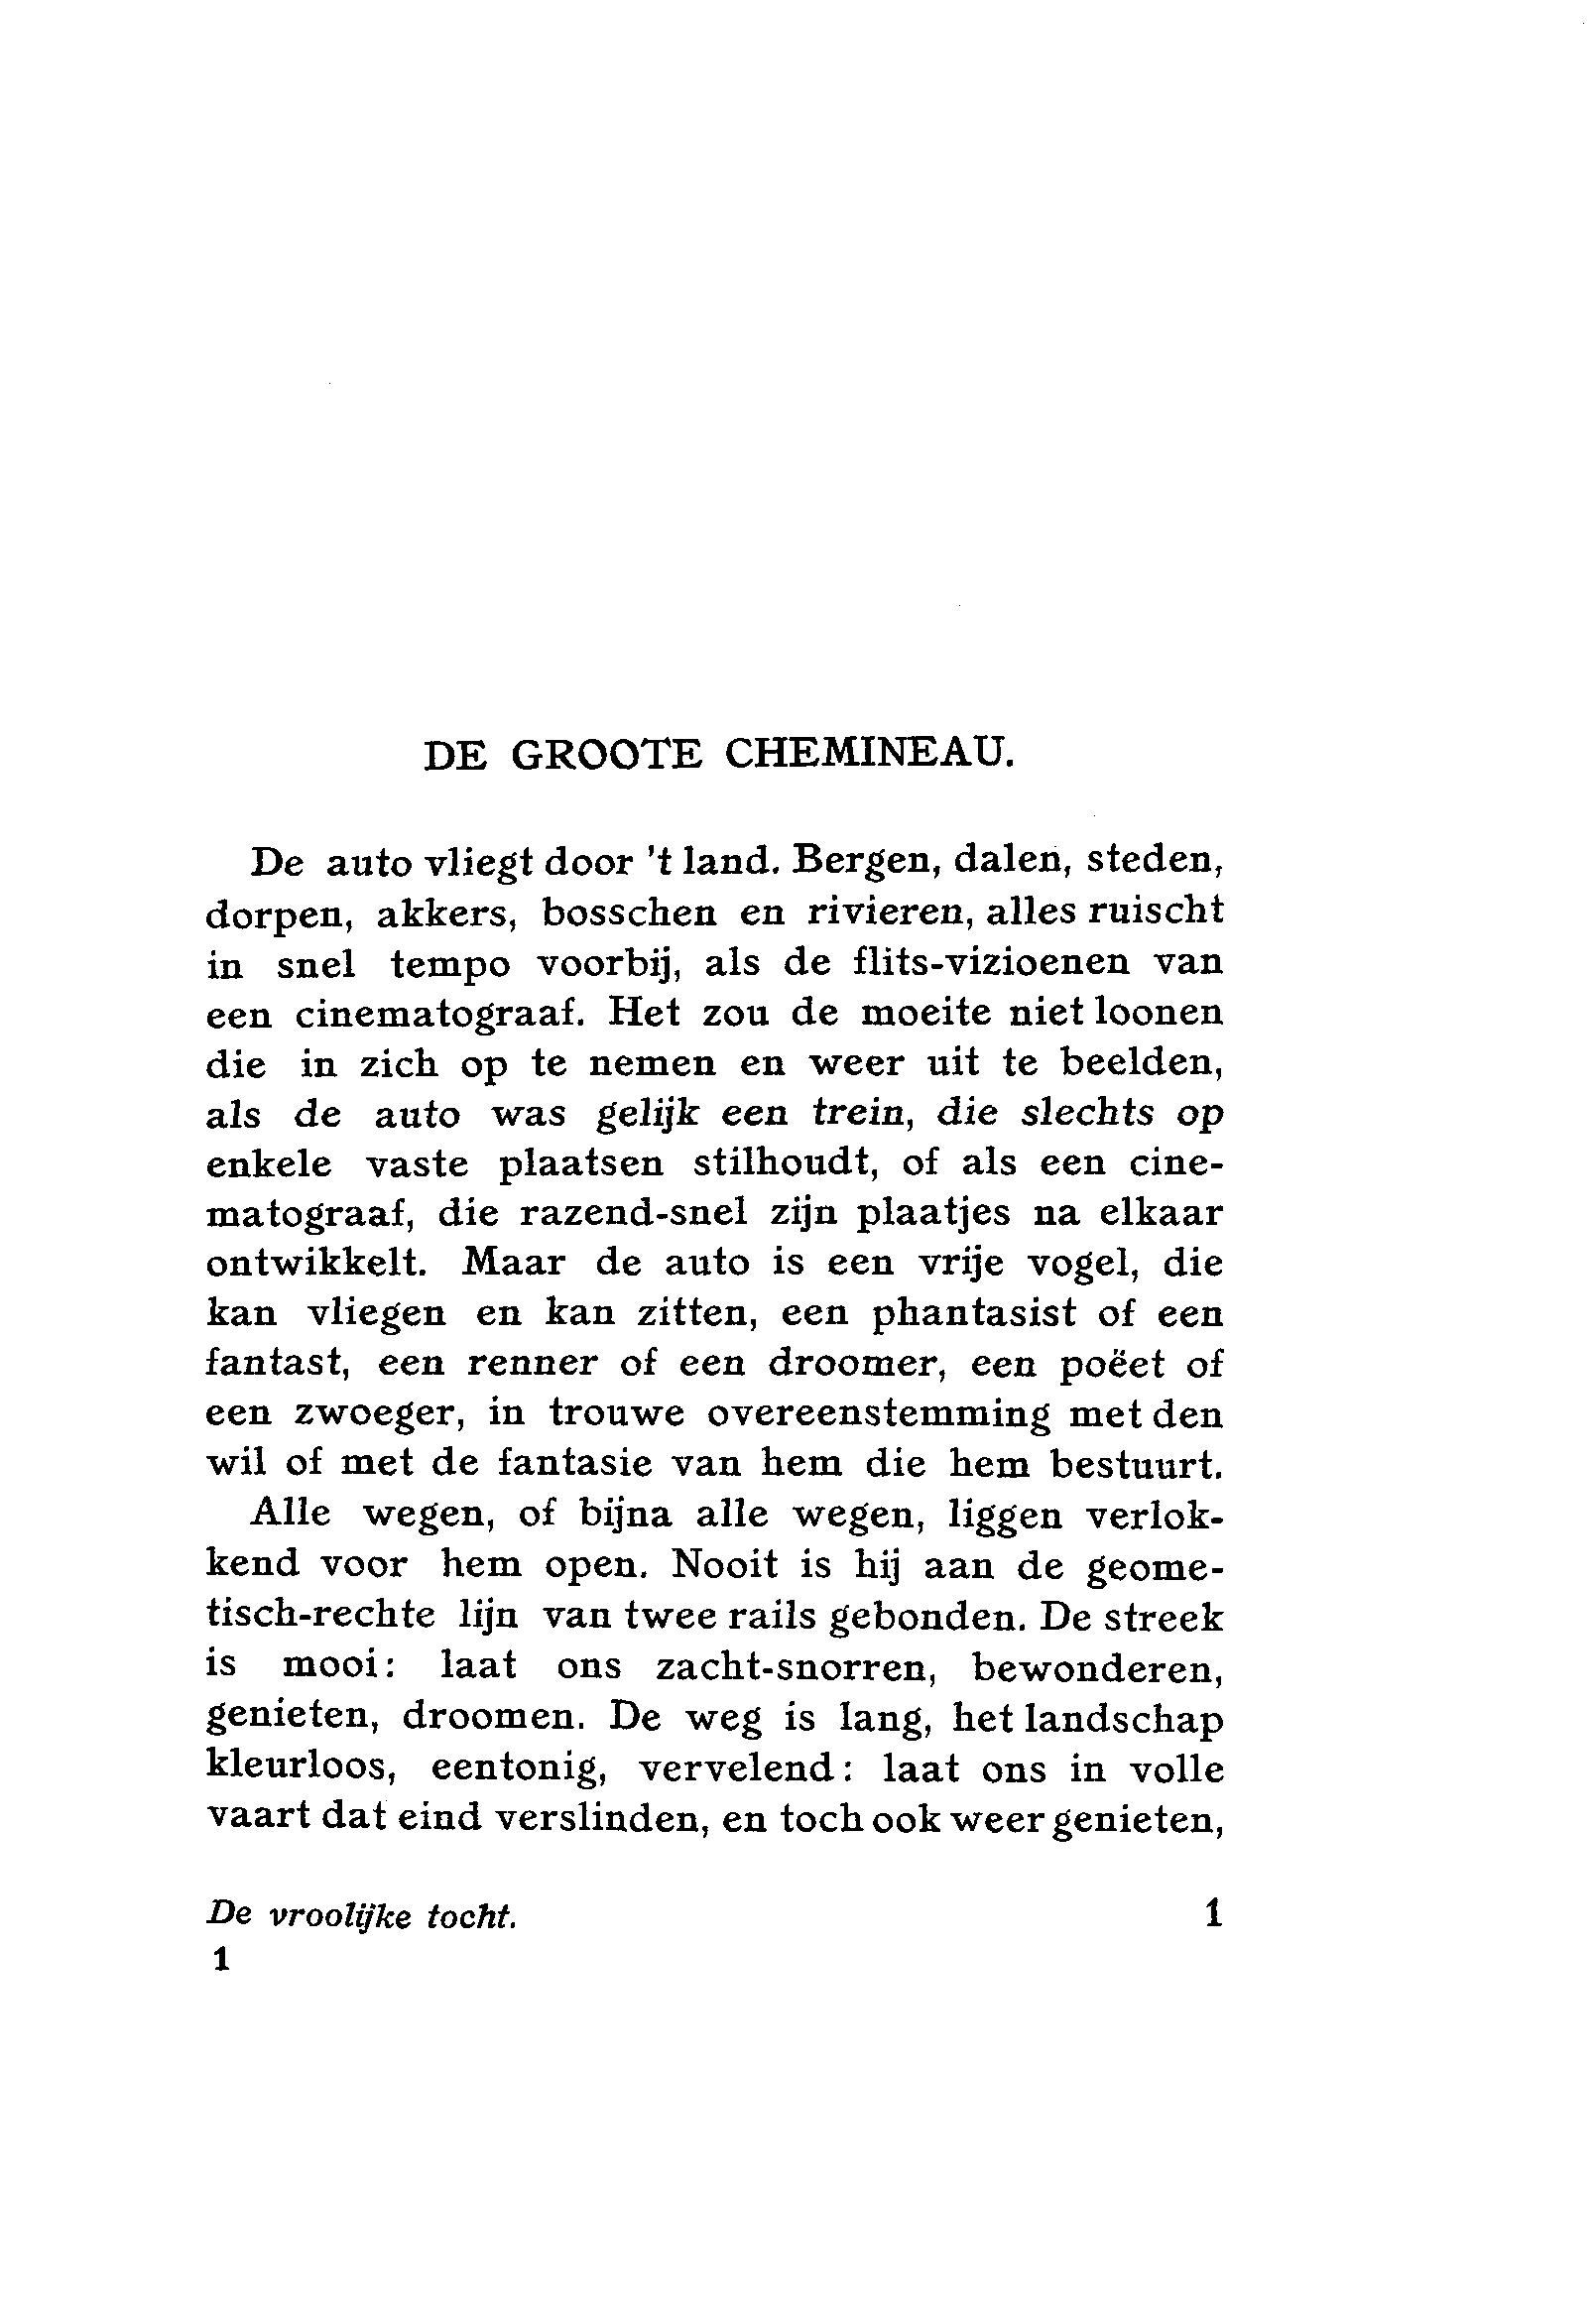 DE GROOTE CHEMINEAU.
De auto vliegt door 't land. Bergen, dalen, steden,
dorpen, akkers, bosschen en rivieren, alles ruischt
in snel tempo voorbij, als de flits-vizioenen van
een cinematograaf. Het zou de moeite niet loonen
die in zich op te nemen en weer uit te beelden,
als de auto was gelijk een trein, die slechts op
enkele vaste plaatsen stilhoudt, of als een cine-
matograaf, die razend-snel zijn plaatjes na elkaar
ontwikkelt. Maar de auto is een vrije vogel, die
kan vliegen en kan zitten, een phantasist of een
fantast, een renner of een droomer, een poëet of
een zwoeger, in trouwe overeenstemming met den
wil of met de fantasie van hem die hem bestuurt.
Alle wegen, of bijna alle wegen, liggen verlok-
kend voor hem open. Nooit is hij aan de geome-
tisch-rechte lijn van twee rails gebonden. De streek
is mooi: laat ons zacht-snorren, bewonderen,
genieten, droomen. De weg is lang, het landschap
kleurloos, eentonig, vervelend: laat ons in volle
vaart dat eind verslinden, en toch ook weer genieten,
De vroolijke tocht. 1
1